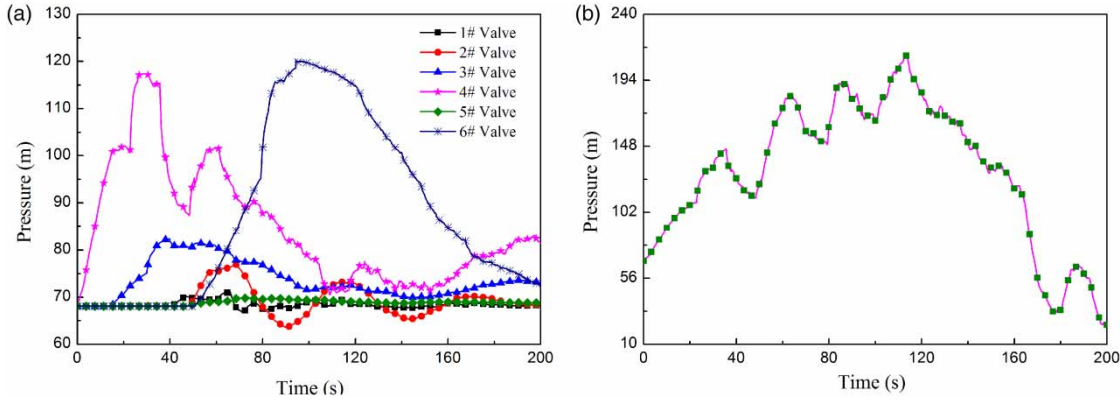 (a)
130
120
110
100
90
80
70
60
Pressure (m)
1# Valve
2# Valve
3# Valve
4# Valve
5# Valve
6# Valve
0 40 80 120 160 200
Time (s)
(b)
240
194
148
102
56
10
Pressure (m)
0 40 80 120 160 200
Time (s)